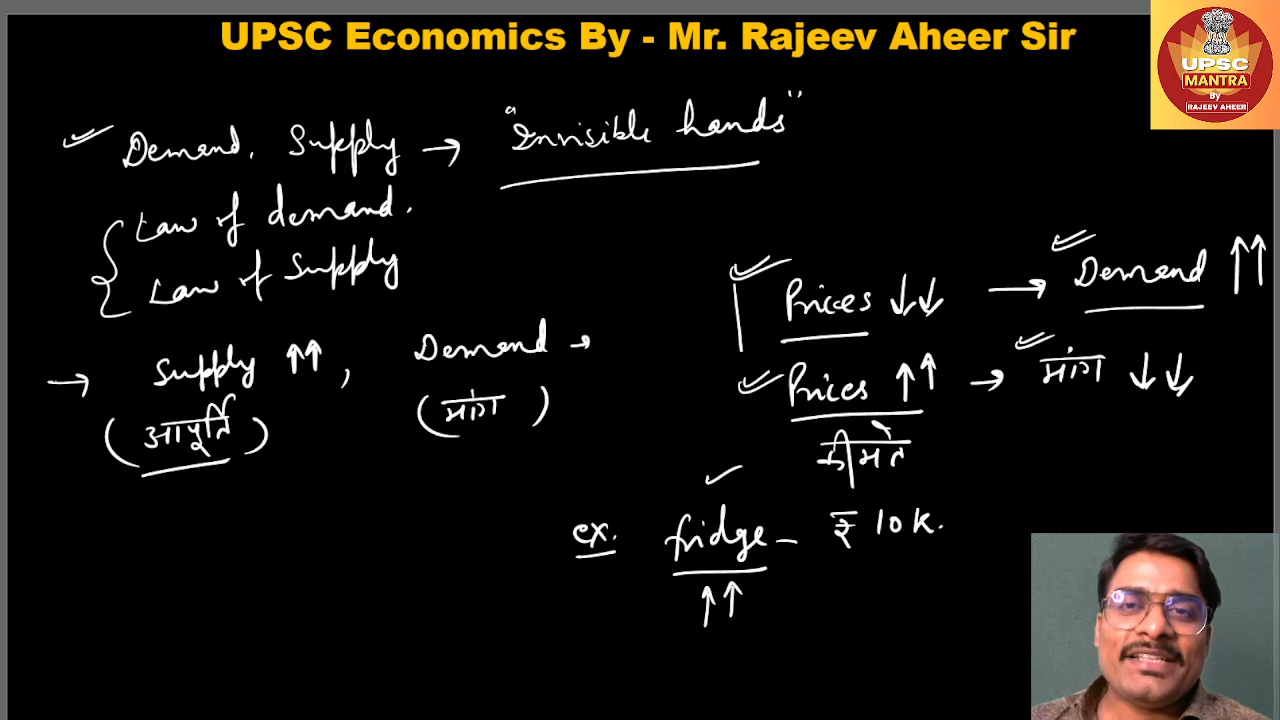 UPSC Economics By - Mr. Rajeev Aheer Sir
UPSC
MANTRA
By
RAJEEV AHEER
Demand, Supply → "Invisible hands"
Law of demand.
Law of Supply
Prices ↓↓ → Demand ↑↑
→ Supply ↑↑, Demand →
(आपूर्ति) (मांग)
Prices ↑↑ → मांग ↓↓
कीमतें
ex. fridge – ₹ 10K.
↑↑